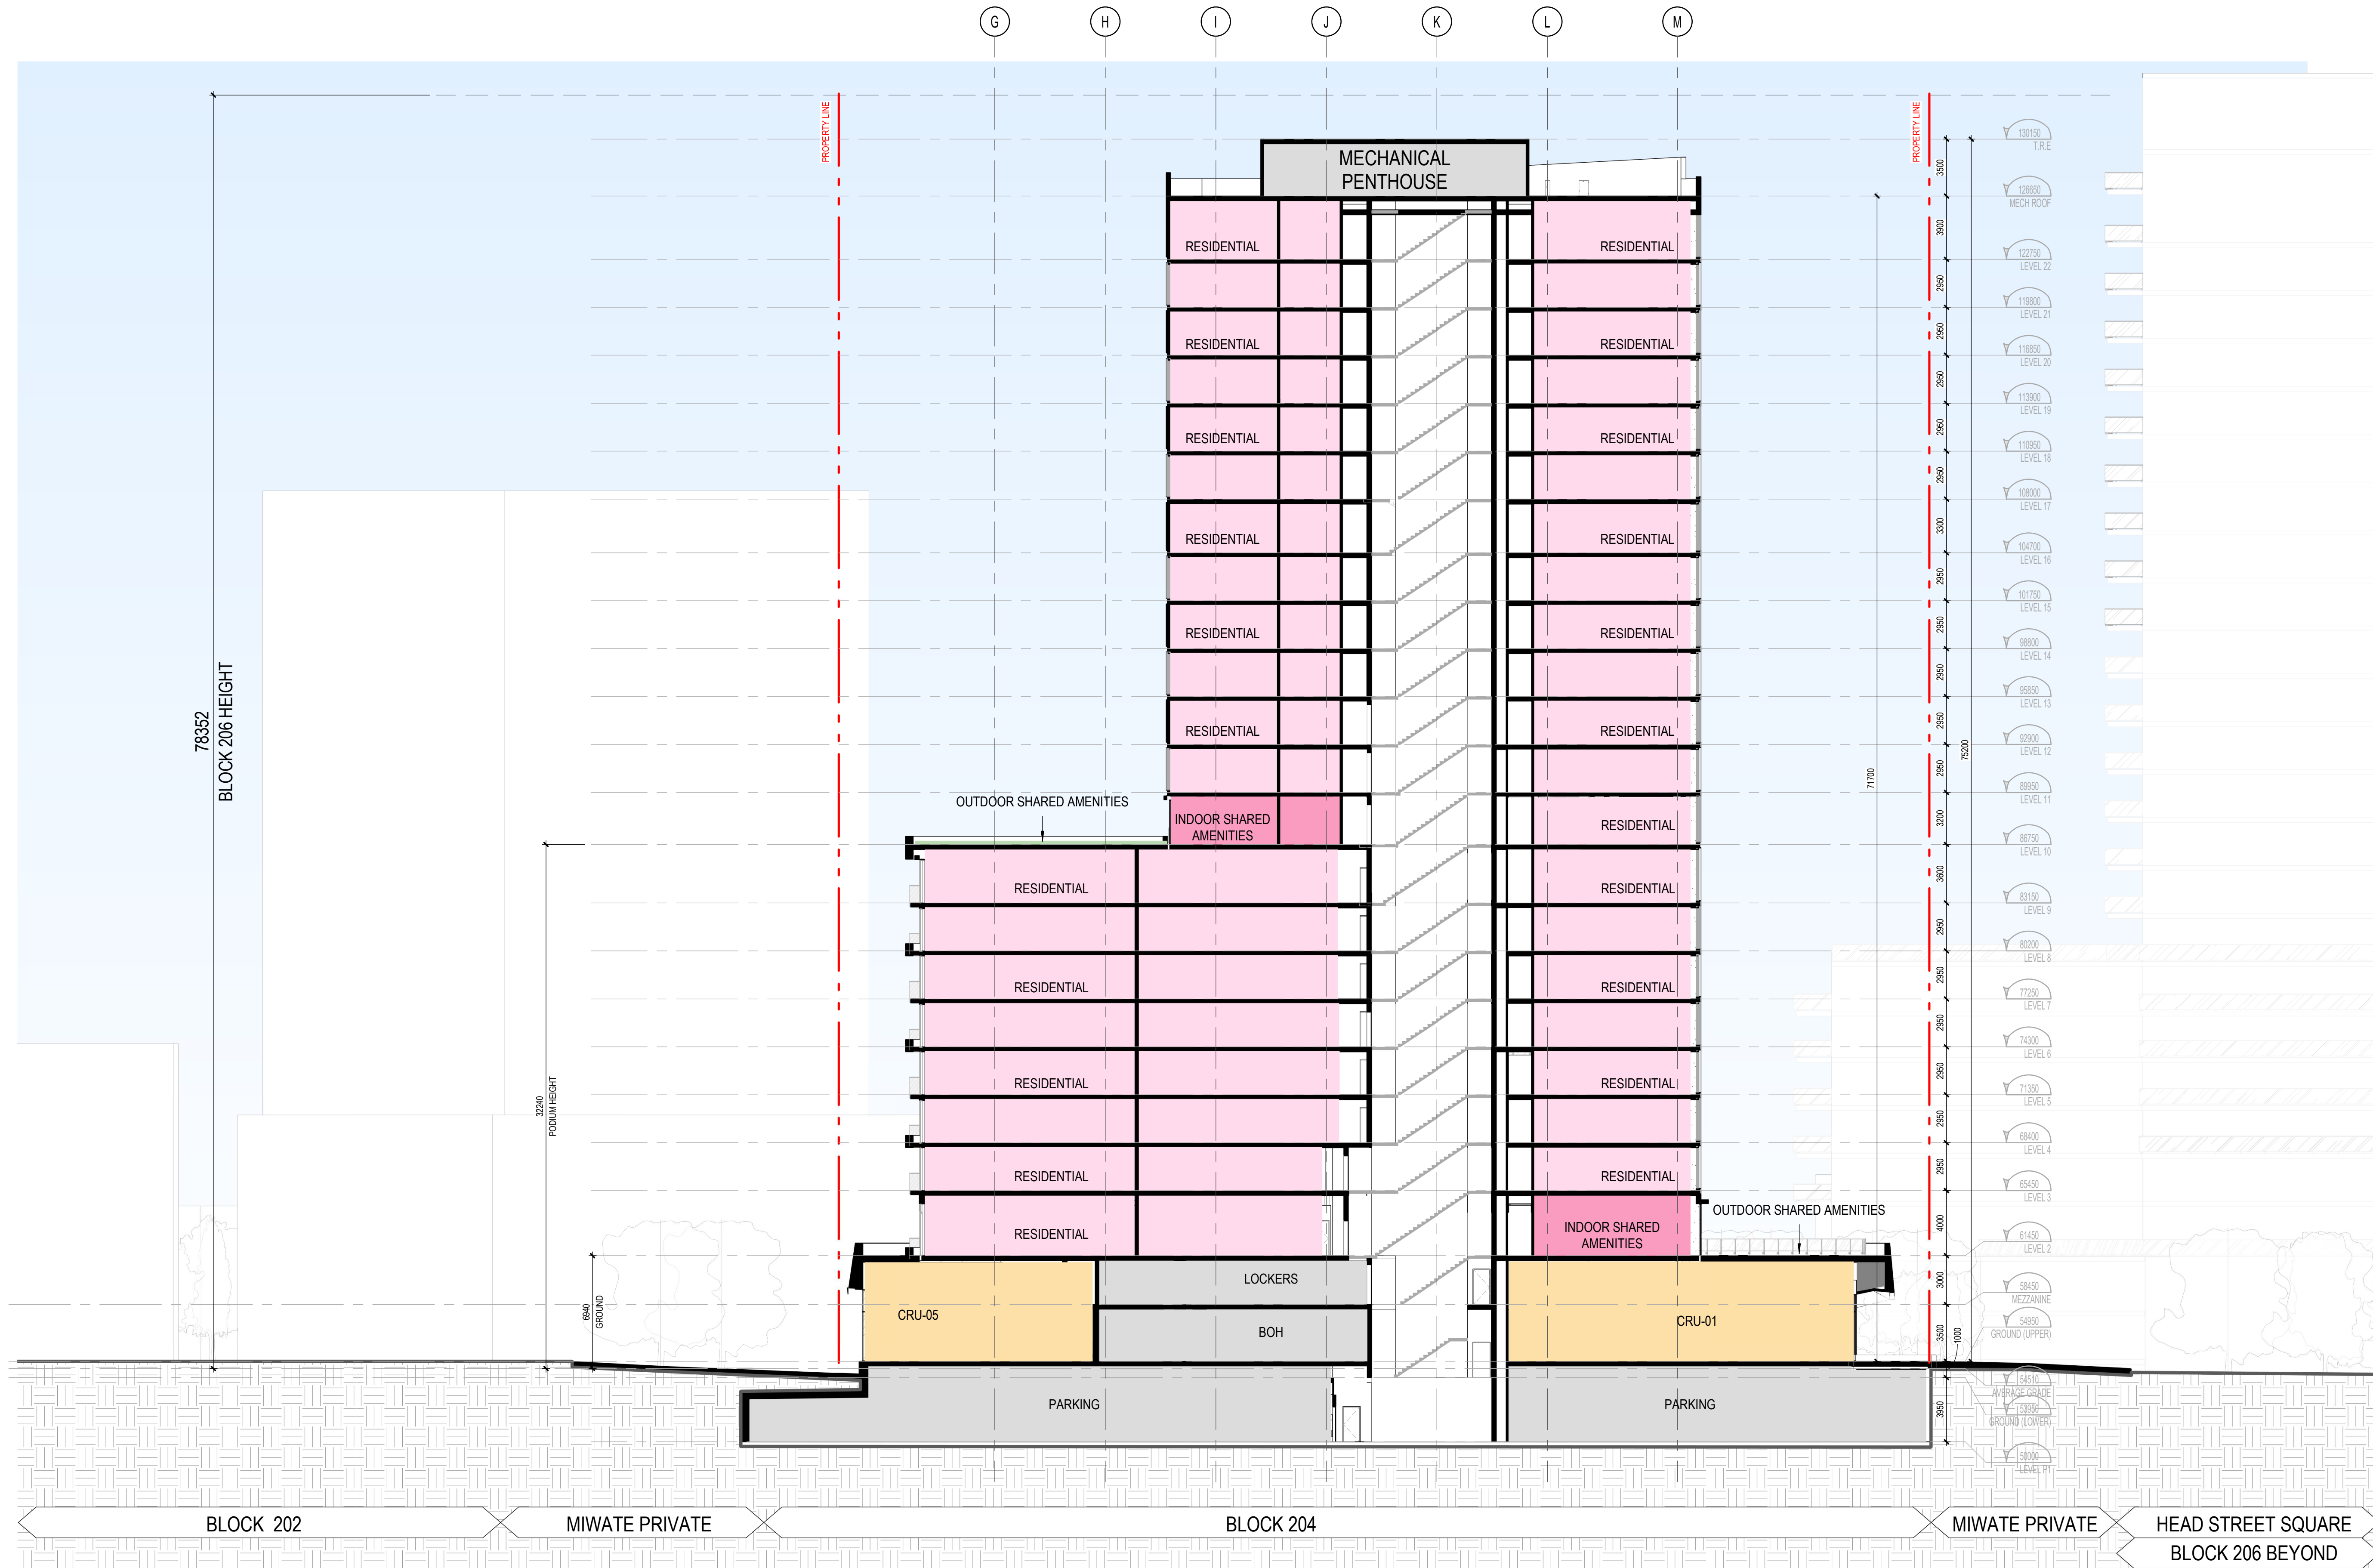 G H I J K L M
PROPERTY LINE
PROPERTY LINE
MECHANICAL
PENTHOUSE
130150
T.R.E
3500
126650
MECH ROOF
3900
RESIDENTIAL RESIDENTIAL
122750
LEVEL 22
2950
119800
LEVEL 21
2950
RESIDENTIAL RESIDENTIAL
116850
LEVEL 20
2950
113900
LEVEL 19
2950
RESIDENTIAL RESIDENTIAL
110950
LEVEL 18
2950
108000
LEVEL 17
3300
RESIDENTIAL RESIDENTIAL
104700
LEVEL 16
2950
101750
LEVEL 15
2950
RESIDENTIAL RESIDENTIAL
98800
LEVEL 14
2950
95850
LEVEL 13
2950
RESIDENTIAL RESIDENTIAL
92900
LEVEL 12
2950
89950
LEVEL 11
3200
78352
BLOCK 206 HEIGHT
71700
75200
OUTDOOR SHARED AMENITIES
INDOOR SHARED
AMENITIES
RESIDENTIAL
86750
LEVEL 10
3600
RESIDENTIAL RESIDENTIAL
83150
LEVEL 9
2950
80200
LEVEL 8
2950
RESIDENTIAL RESIDENTIAL
77250
LEVEL 7
2950
74300
LEVEL 6
2950
RESIDENTIAL RESIDENTIAL
71350
LEVEL 5
2950
32240
PODIUM HEIGHT
68400
LEVEL 4
2950
RESIDENTIAL RESIDENTIAL
65450
LEVEL 3
4000
OUTDOOR SHARED AMENITIES
RESIDENTIAL
INDOOR SHARED
AMENITIES
61450
LEVEL 2
3000
LOCKERS
58450
MEZZANINE
6940
GROUND
CRU-05
CRU-01
BOH
3500
1000
54950
GROUND (UPPER)
54510
AVERAGE GRADE
53950
GROUND (LOWER)
PARKING PARKING
3950
50000
LEVEL P1
BLOCK 202
MIWATE PRIVATE
BLOCK 204
MIWATE PRIVATE
HEAD STREET SQUARE
BLOCK 206 BEYOND